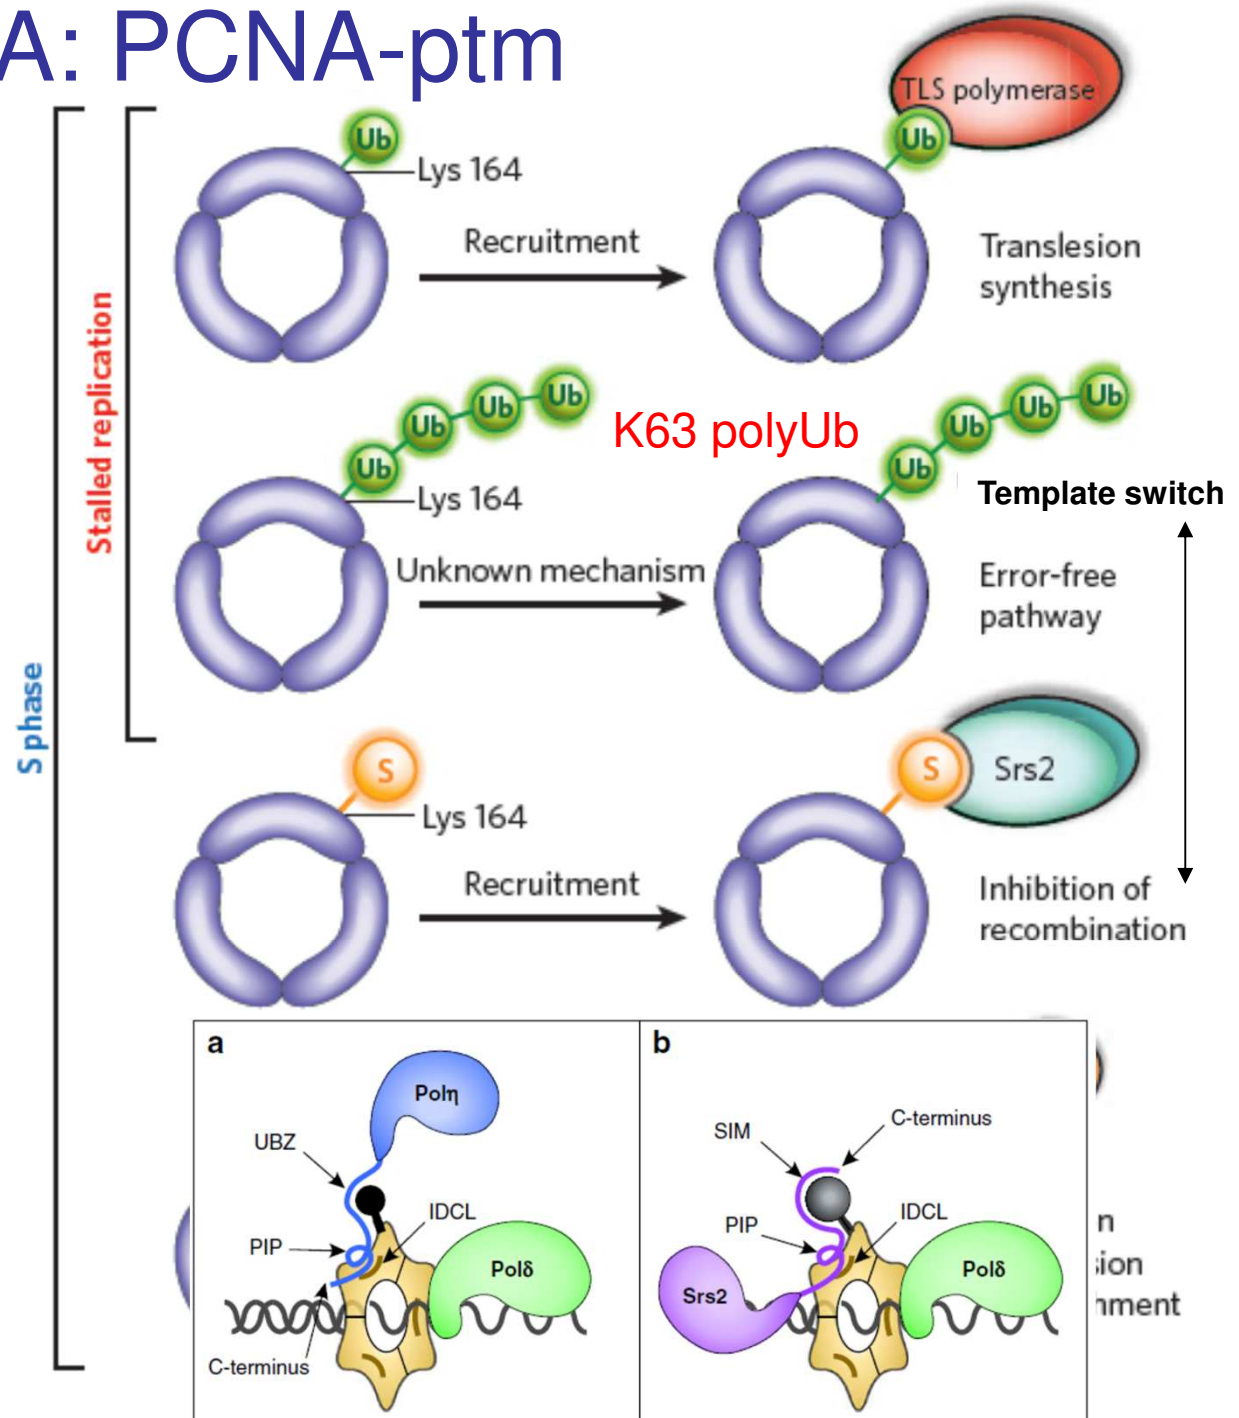 A: PCNA-ptm
S phase
Stalled replication
Ub
Lys 164
Recruitment
TLS polymerase
Ub
Translesion
synthesis
Ub
Ub
Ub
Ub
Lys 164
K63 polyUb
Unknown mechanism
Ub
Ub
Ub
Ub
Template switch
Error-free
pathway
S
Lys 164
Recruitment
S
Srs2
Inhibition of
recombination
a
Polη
UBZ
IDCL
PIP
Polδ
C-terminus
b
C-terminus
SIM
IDCL
PIP
Srs2
Polδ
n
sion
hment